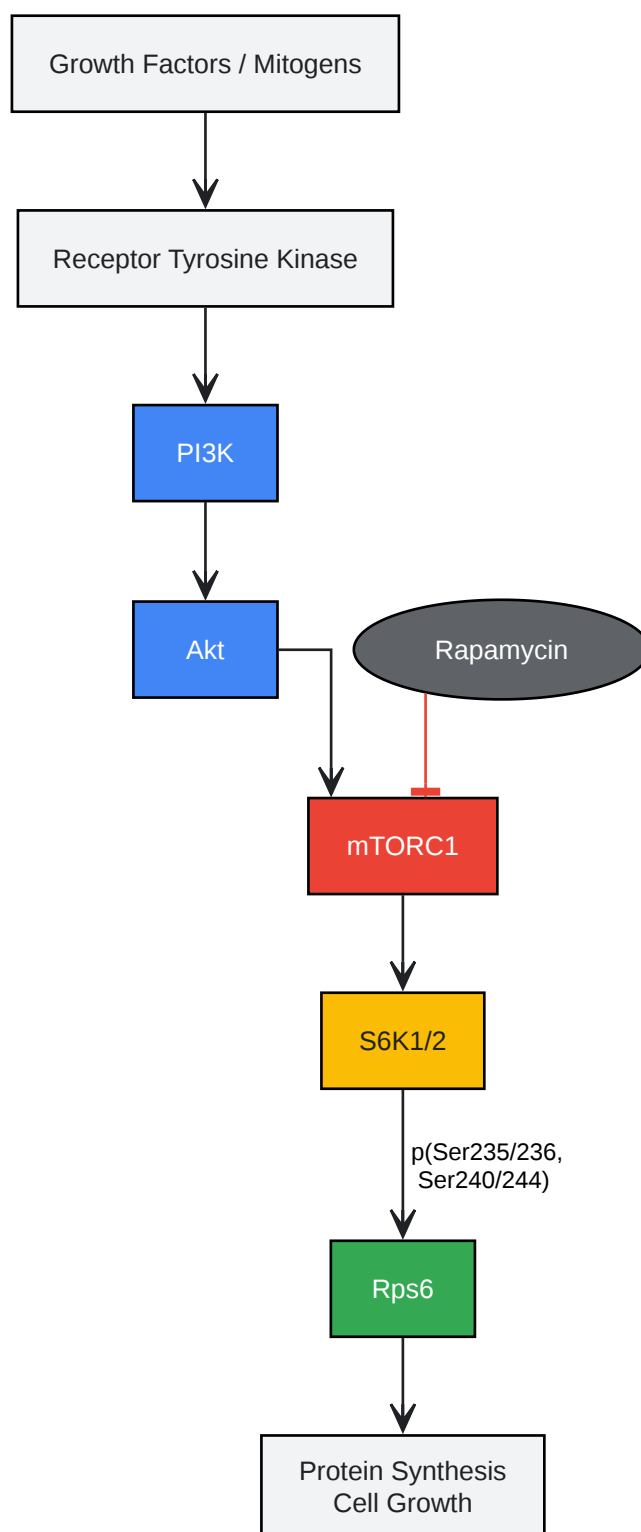 Growth Factors / Mitogens
Receptor Tyrosine Kinase
PI3K
Akt
Rapamycin
mTORC1
S6K1/2
p(Ser235/236,
Ser240/244)
Rps6
Protein Synthesis
Cell Growth